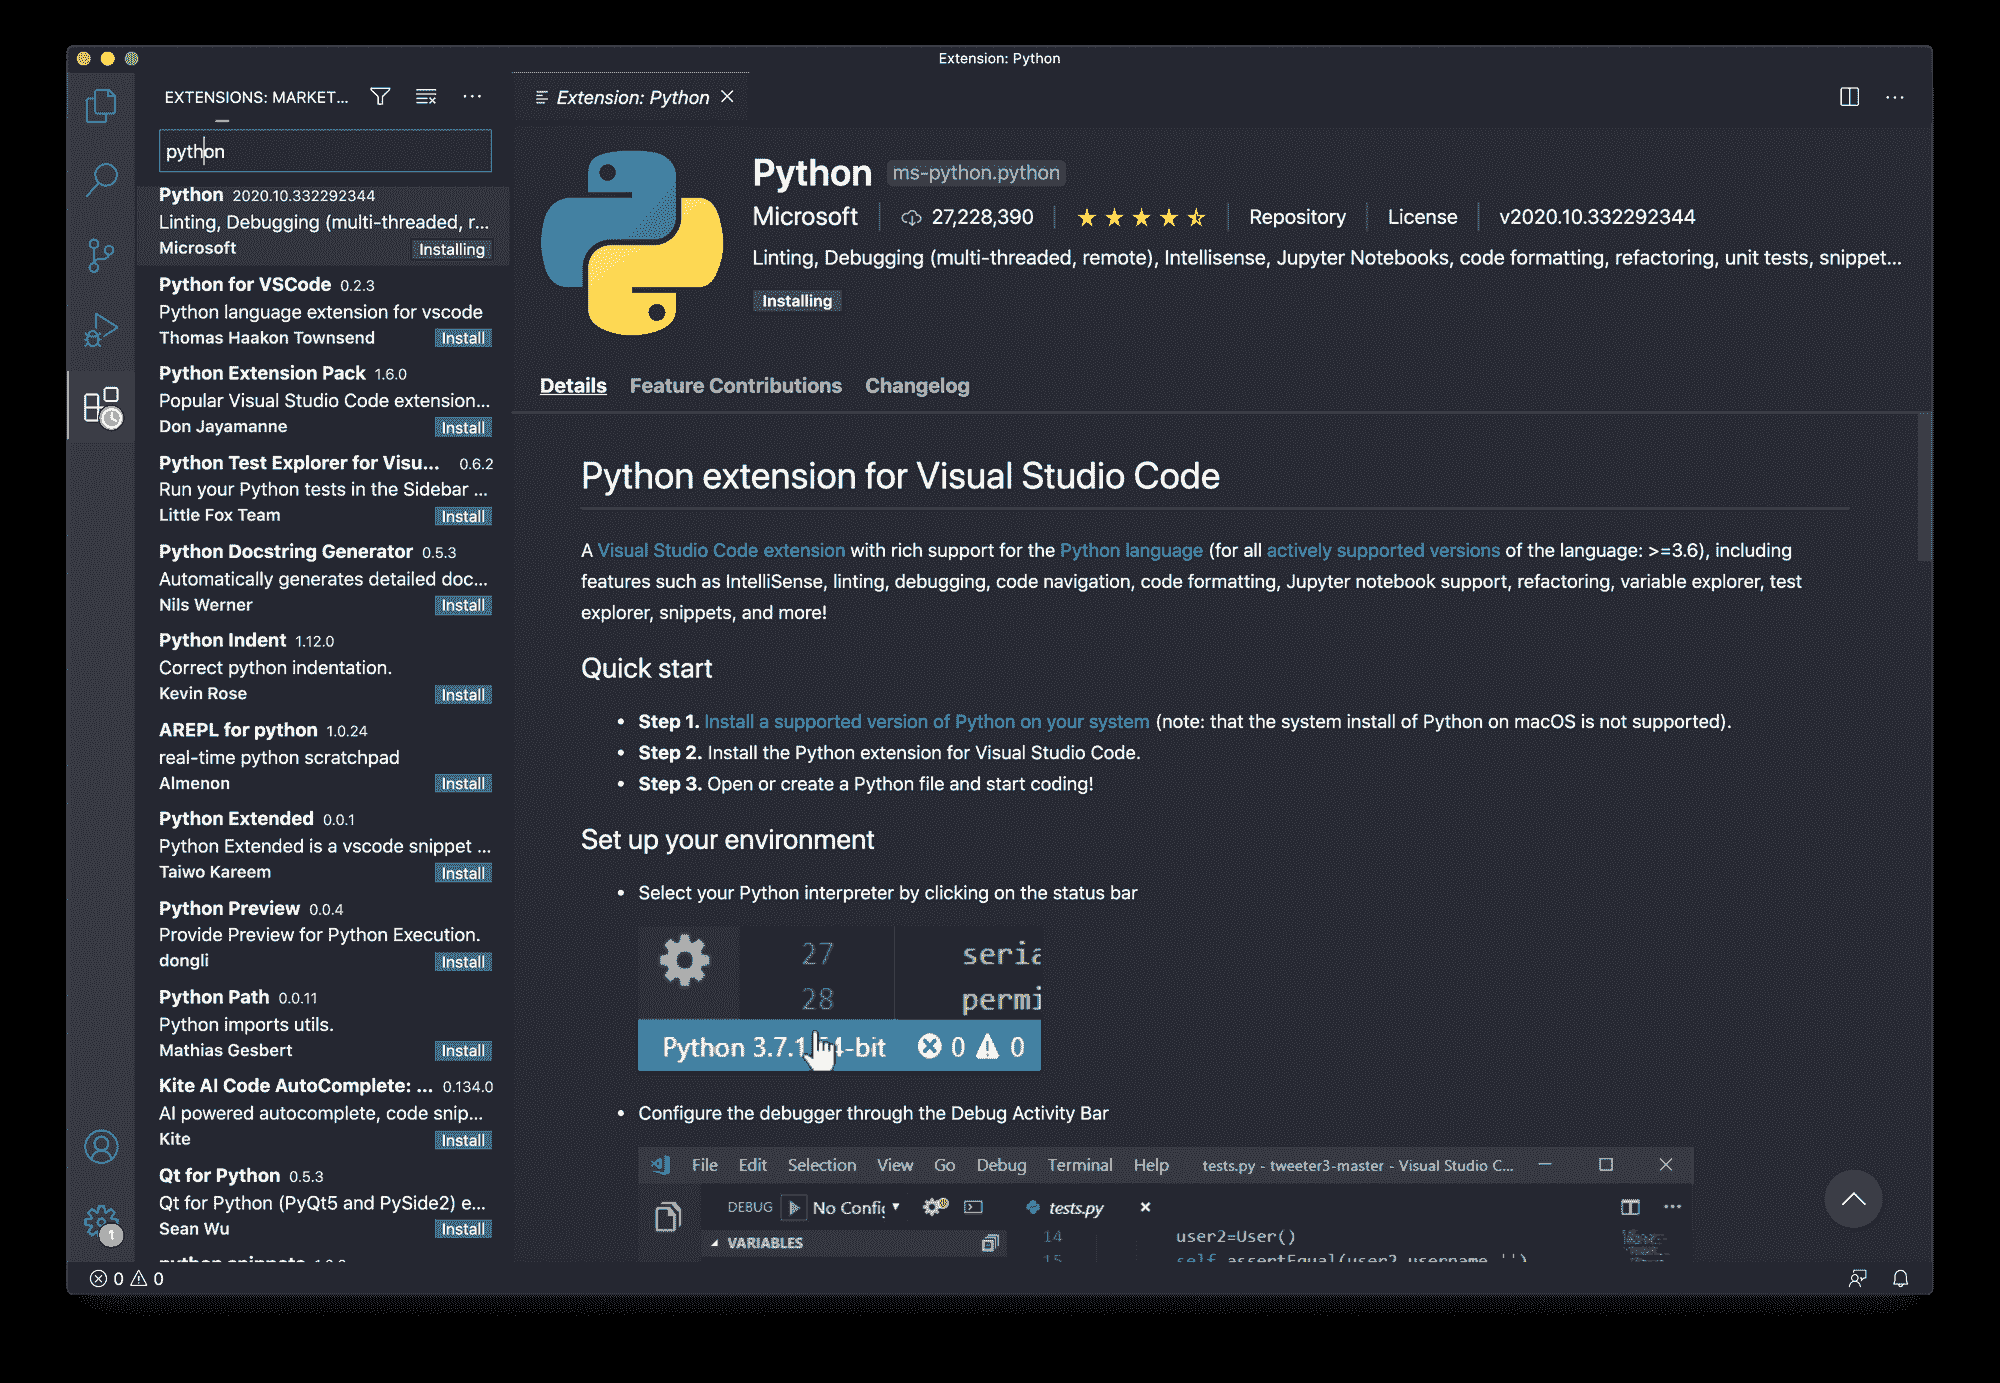 Extension: Python
EXTENSIONS: MARKET...
python
Python 2020.10.332292344
Linting, Debugging (multi-threaded, r...
Microsoft
Installing
Python for VSCode 0.2.3
Python language extension for vscode
Thomas Haakon Townsend
Install
Python Extension Pack 1.6.0
Popular Visual Studio Code extension...
Don Jayamanne
Install
Python Test Explorer for Visu... 0.6.2
Run your Python tests in the Sidebar ...
Little Fox Team
Install
Python Docstring Generator 0.5.3
Automatically generates detailed doc...
Nils Werner
Install
Python Indent 1.12.0
Correct python indentation.
Kevin Rose
Install
AREPL for python 1.0.24
real-time python scratchpad
Almenon
Install
Python Extended 0.0.1
Python Extended is a vscode snippet ...
Taiwo Kareem
Install
Python Preview 0.0.4
Provide Preview for Python Execution.
dongli
Install
Python Path 0.0.11
Python imports utils.
Mathias Gesbert
Install
Kite AI Code AutoComplete: ... 0.134.0
AI powered autocomplete, code snip...
Kite
Install
Qt for Python 0.5.3
Qt for Python (PyQt5 and PySide2) e...
Sean Wu
Install
python snippets
1
0 0
Extension: Python
Python ms-python.python
Microsoft 27,228,390 Repository License v2020.10.332292344
Linting, Debugging (multi-threaded, remote), Intellisense, Jupyter Notebooks, code formatting, refactoring, unit tests, snippet...
Installing
Details Feature Contributions Changelog
Python extension for Visual Studio Code
A Visual Studio Code extension with rich support for the Python language (for all actively supported versions of the language: >=3.6), including
features such as IntelliSense, linting, debugging, code navigation, code formatting, Jupyter notebook support, refactoring, variable explorer, test
explorer, snippets, and more!
Quick start
• Step 1. Install a supported version of Python on your system (note: that the system install of Python on macOS is not supported).
• Step 2. Install the Python extension for Visual Studio Code.
• Step 3. Open or create a Python file and start coding!
Set up your environment
• Select your Python interpreter by clicking on the status bar
27 seria
28 permi
Python 3.7.1 64-bit 0 0
• Configure the debugger through the Debug Activity Bar
File Edit Selection View Go Debug Terminal Help tests.py - tweeter3-master - Visual Studio C...
DEBUG No Config tests.py
VARIABLES
14 user2=User()
15 self.assertEqual(user2.username, '')